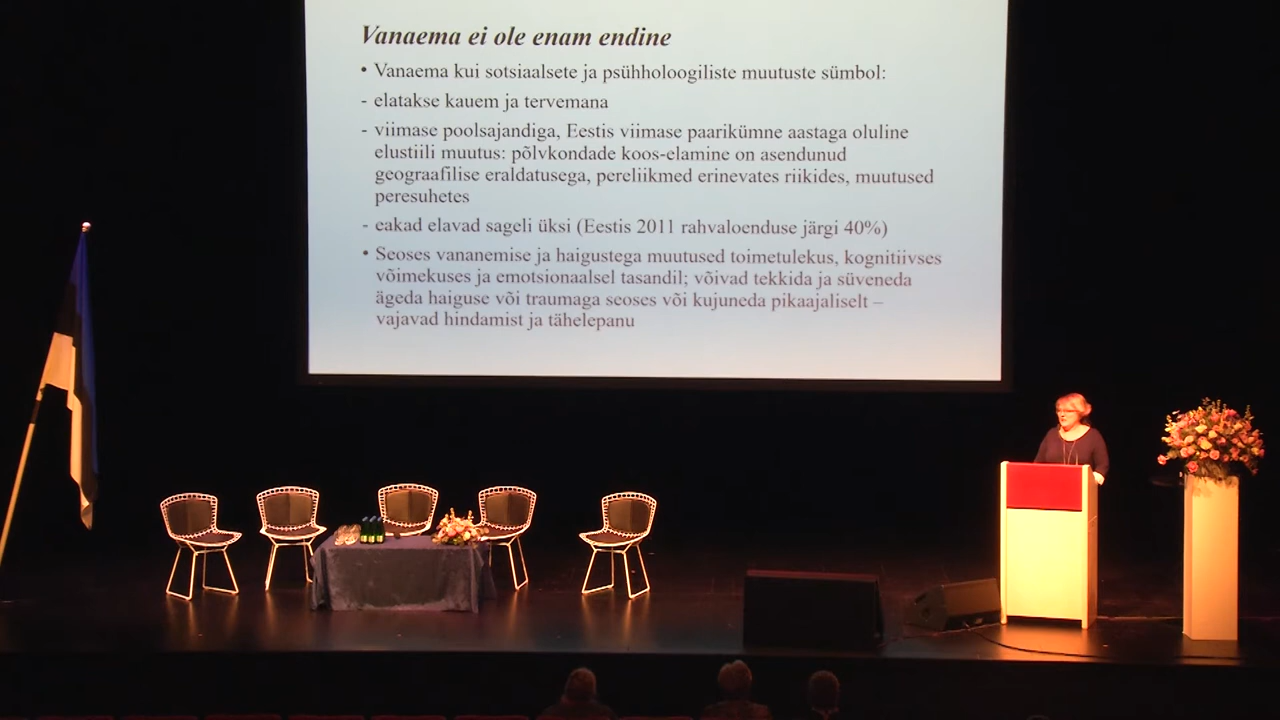 Vanaema ei ole enam endine
• Vanaema kui sotsiaalsete ja psühholoogiliste muutuste sümbol:
- elatakse kauem ja tervemana
- viimase poolsajandiga, Eestis viimase paarikümne aastaga oluline
elustiili muutus: põlvkondade koos-elamine on asendunud
geograafilise eraldatusega, pereliikmed erinevates riikides, muutused
peresuhetes
- eakad elavad sageli üksi (Eestis 2011 rahvaloenduse järgi 40%)
• Seoses vananemise ja haigustega muutused toimetulekus, kognitiivses
võimekuses ja emotsionaalsel tasandil; võivad tekkida ja süveneda
ägeda haiguse või traumaga seoses või kujuneda pikaajaliselt –
vajavad hindamist ja tähelepanu